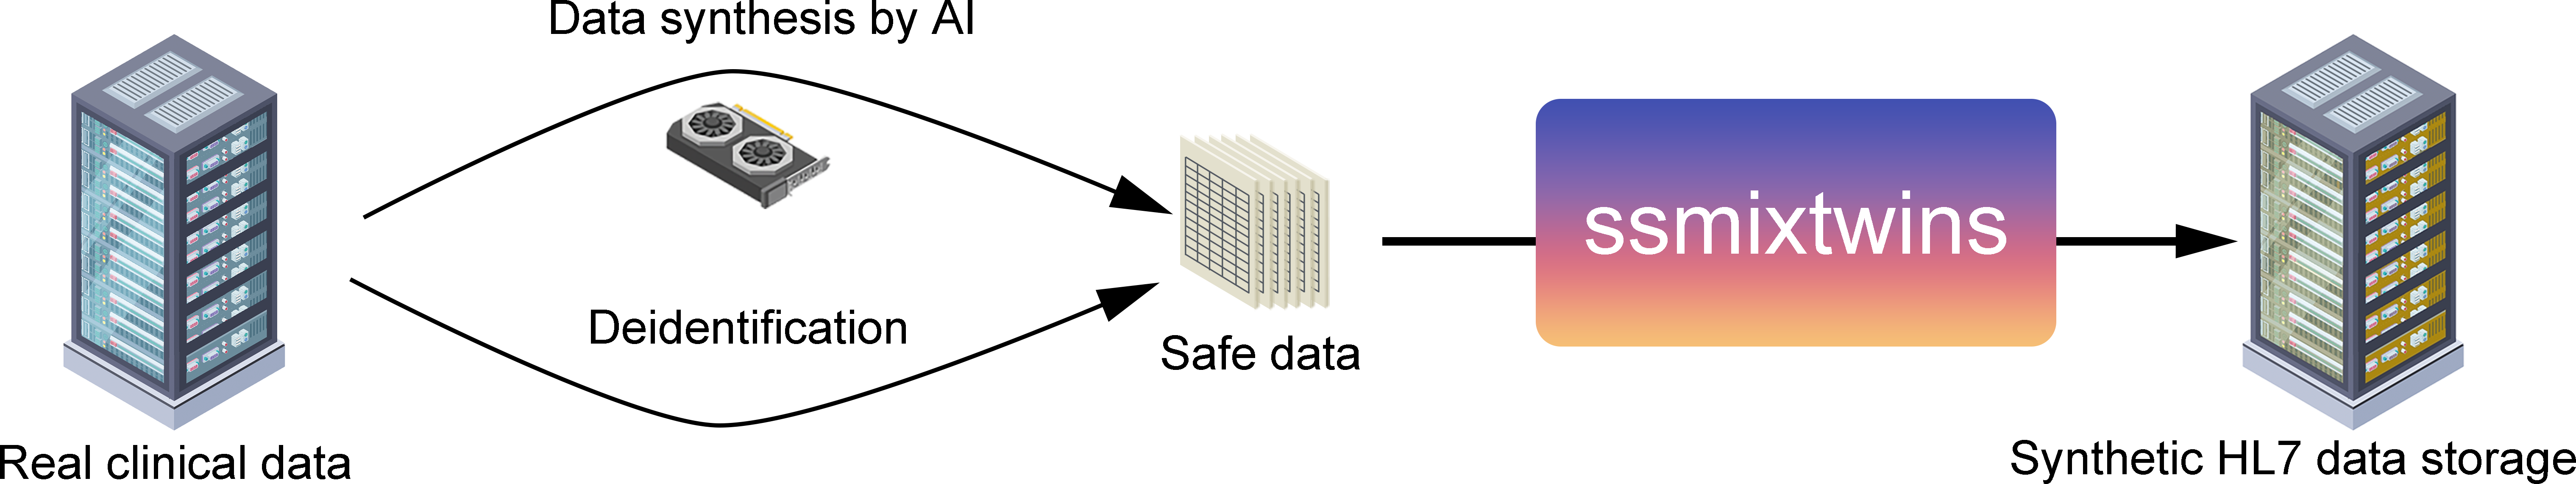 Data synthesis by AI
Deidentification
Real clinical data
Safe data
ssmixtwins
Synthetic HL7 data storage